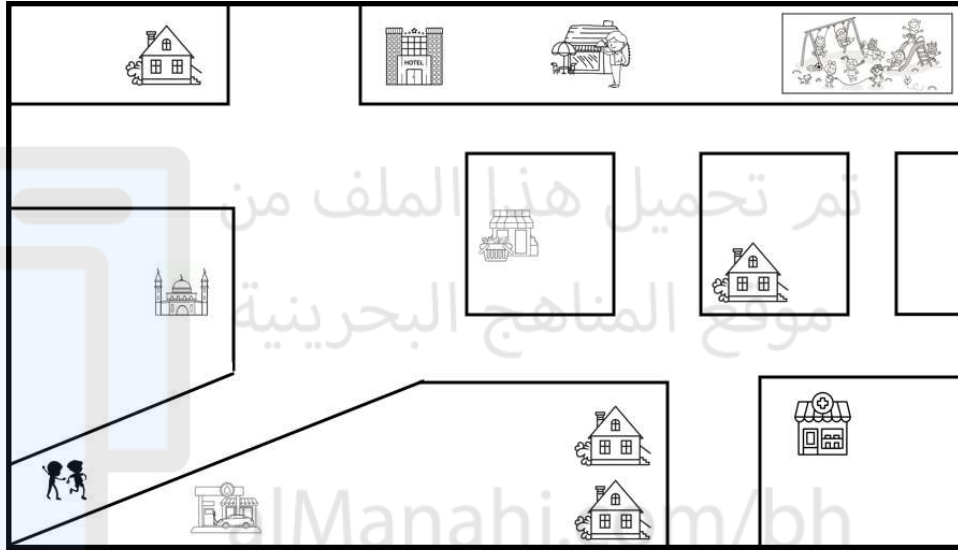 HOTEL
تم تحميل هذا الملف من
موقع المناهج البحرينية
alManahj.com/bh